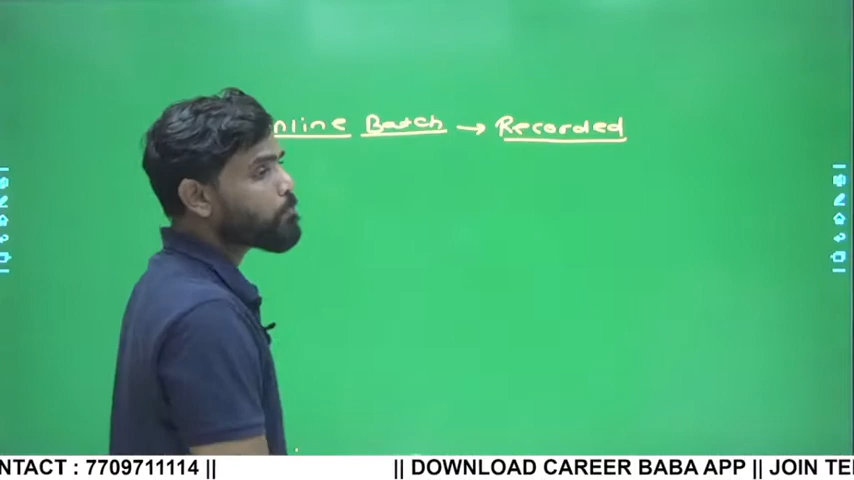 nline Batch → Recorded
NTACT : 7709711114 || || DOWNLOAD CAREER BABA APP || JOIN TE